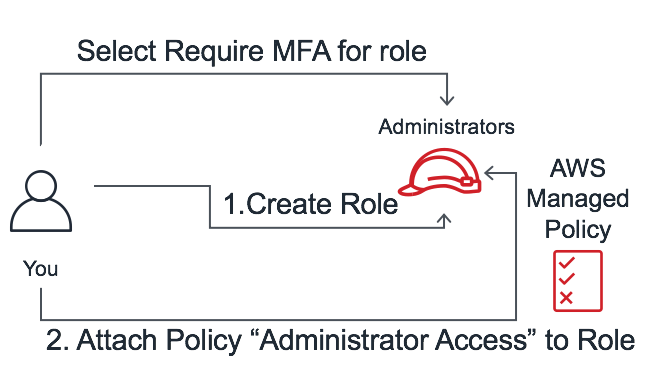 Select Require MFA for role
Administrators
AWS
Managed
Policy
1.Create Role
You
2. Attach Policy “Administrator Access” to Role